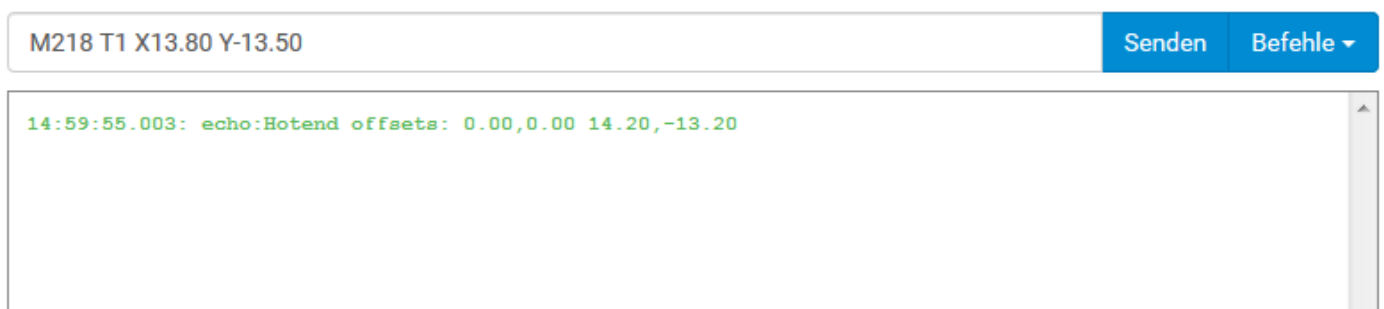 M218 T1 X13.80 Y-13.50 Senden Befehle
14:59:55.003: echo:Hotend offsets: 0.00,0.00 14.20,-13.20